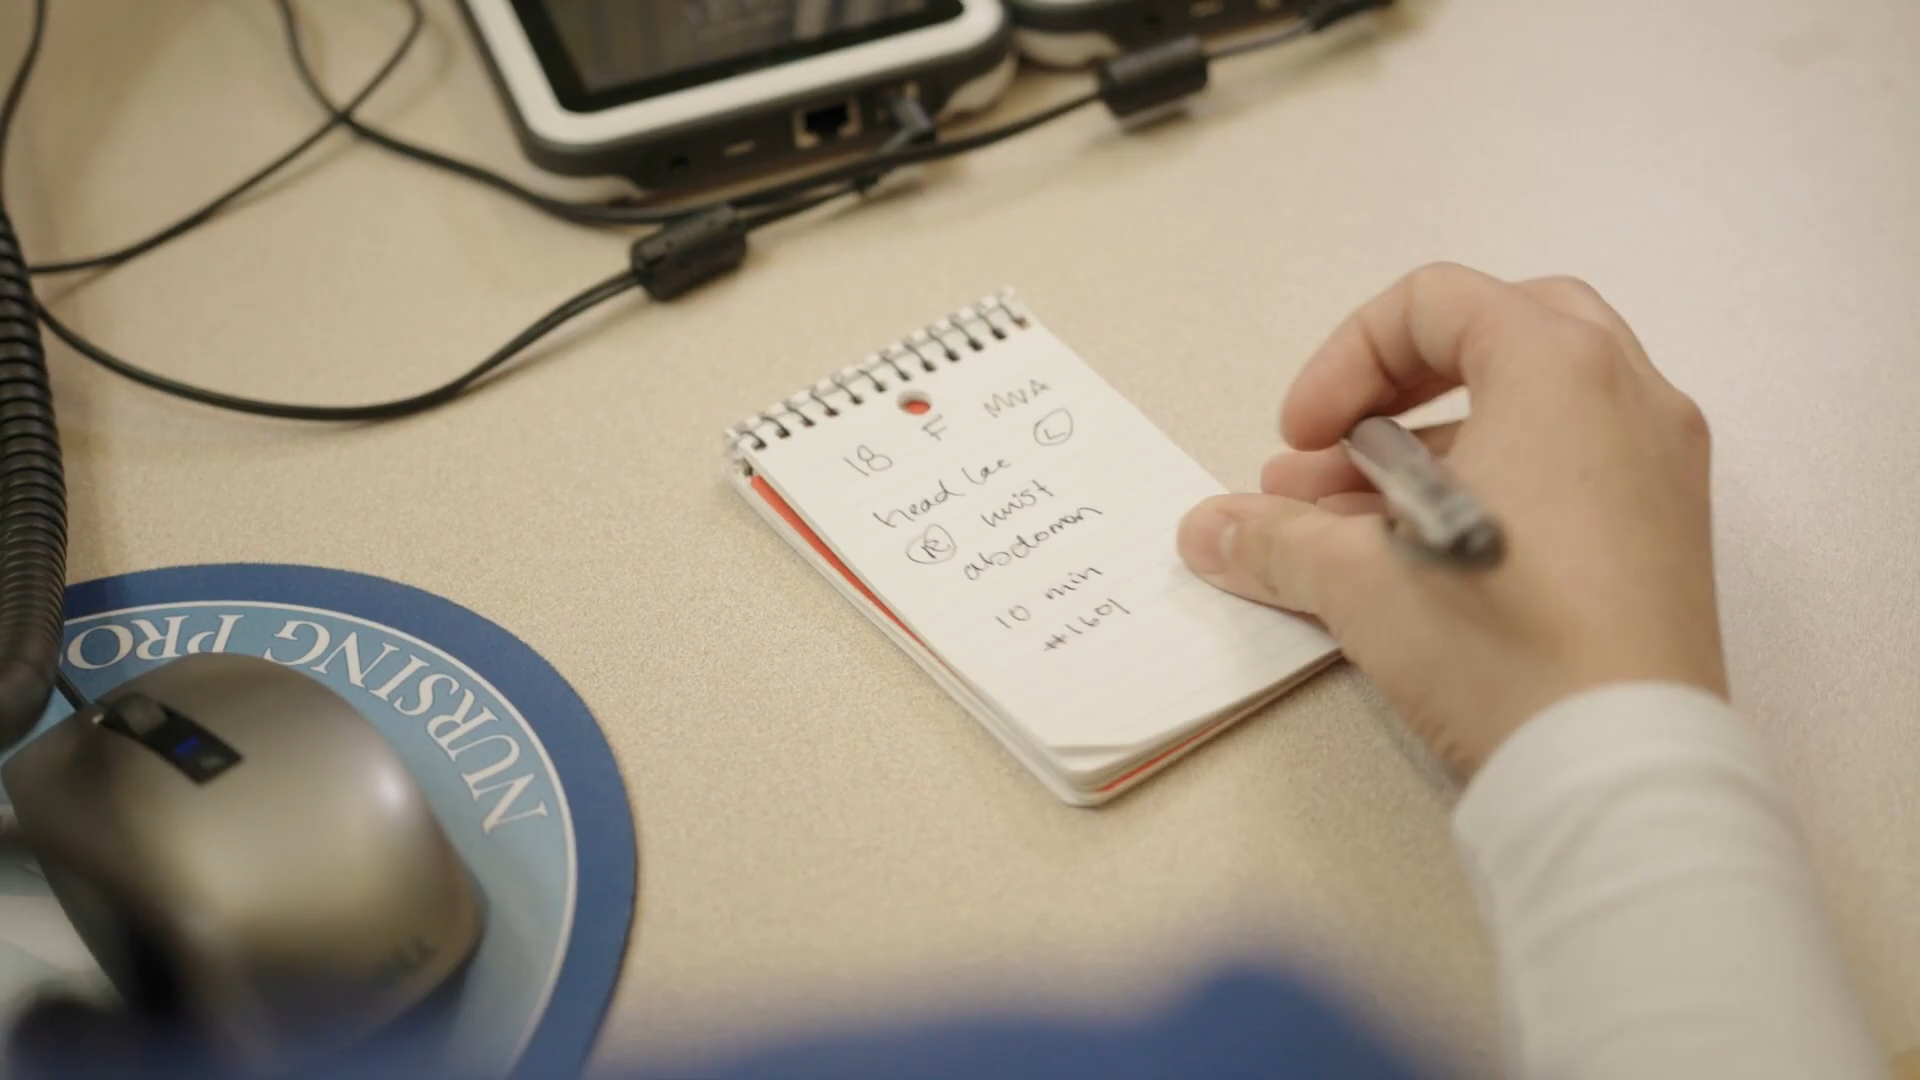 18 F MVA
head lac Ⓛ
Ⓡ wrist
abdomen
10 min
#1601
NURSING PRO